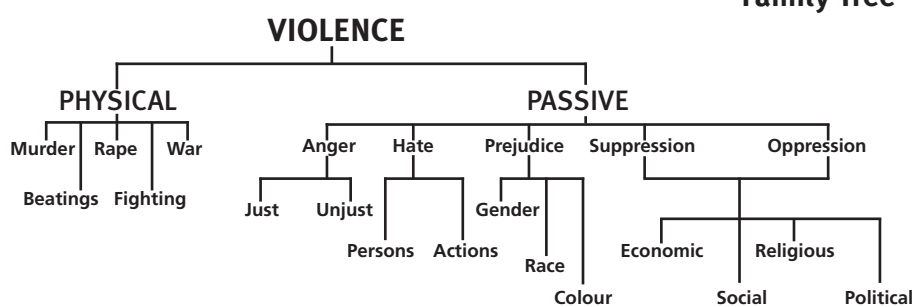 Family Tree
VIOLENCE
PHYSICAL PASSIVE
Murder Rape War Anger Hate Prejudice Suppression Oppression
Beatings Fighting
Just Unjust Gender
Persons Actions Economic Religious
Race
Colour Social Political